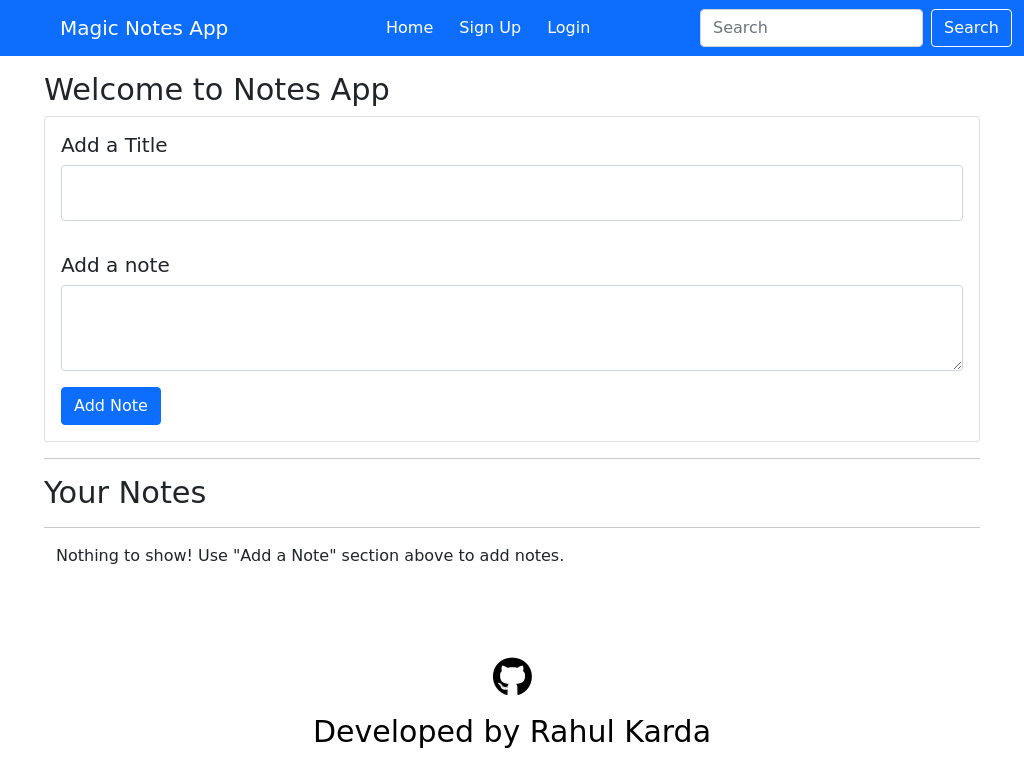 Magic Notes App Home Sign Up Login Search Search
Welcome to Notes App
Add a Title
Add a note
Add Note
Your Notes
Nothing to show! Use "Add a Note" section above to add notes.
Developed by Rahul Karda